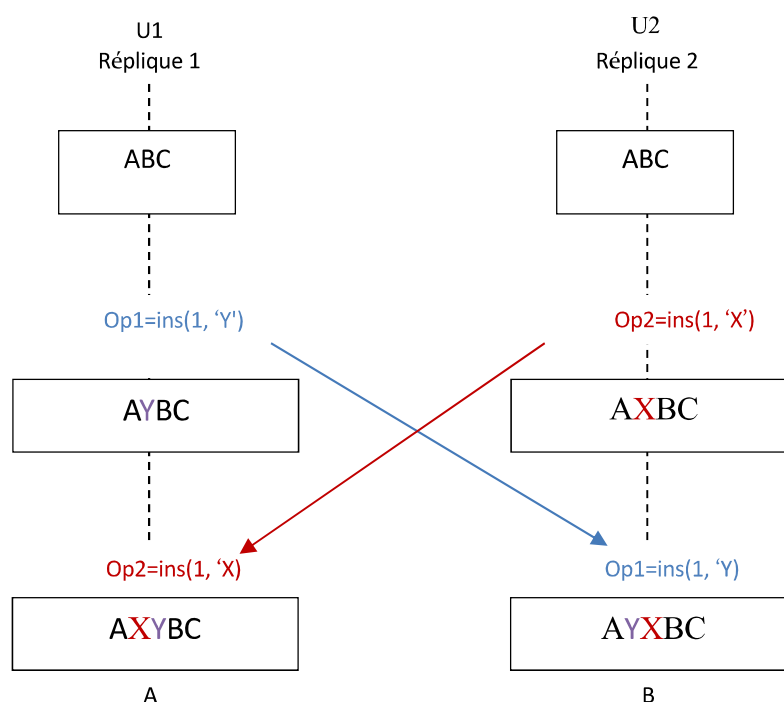 U1
Réplique 1
U2
Réplique 2
ABC
ABC
Op1=ins(1, ‘Y')
Op2=ins(1, ‘X’)
AYBC
AXBC
Op2=ins(1, ‘X)
Op1=ins(1, ‘Y)
AXYBC
AYXBC
A
B